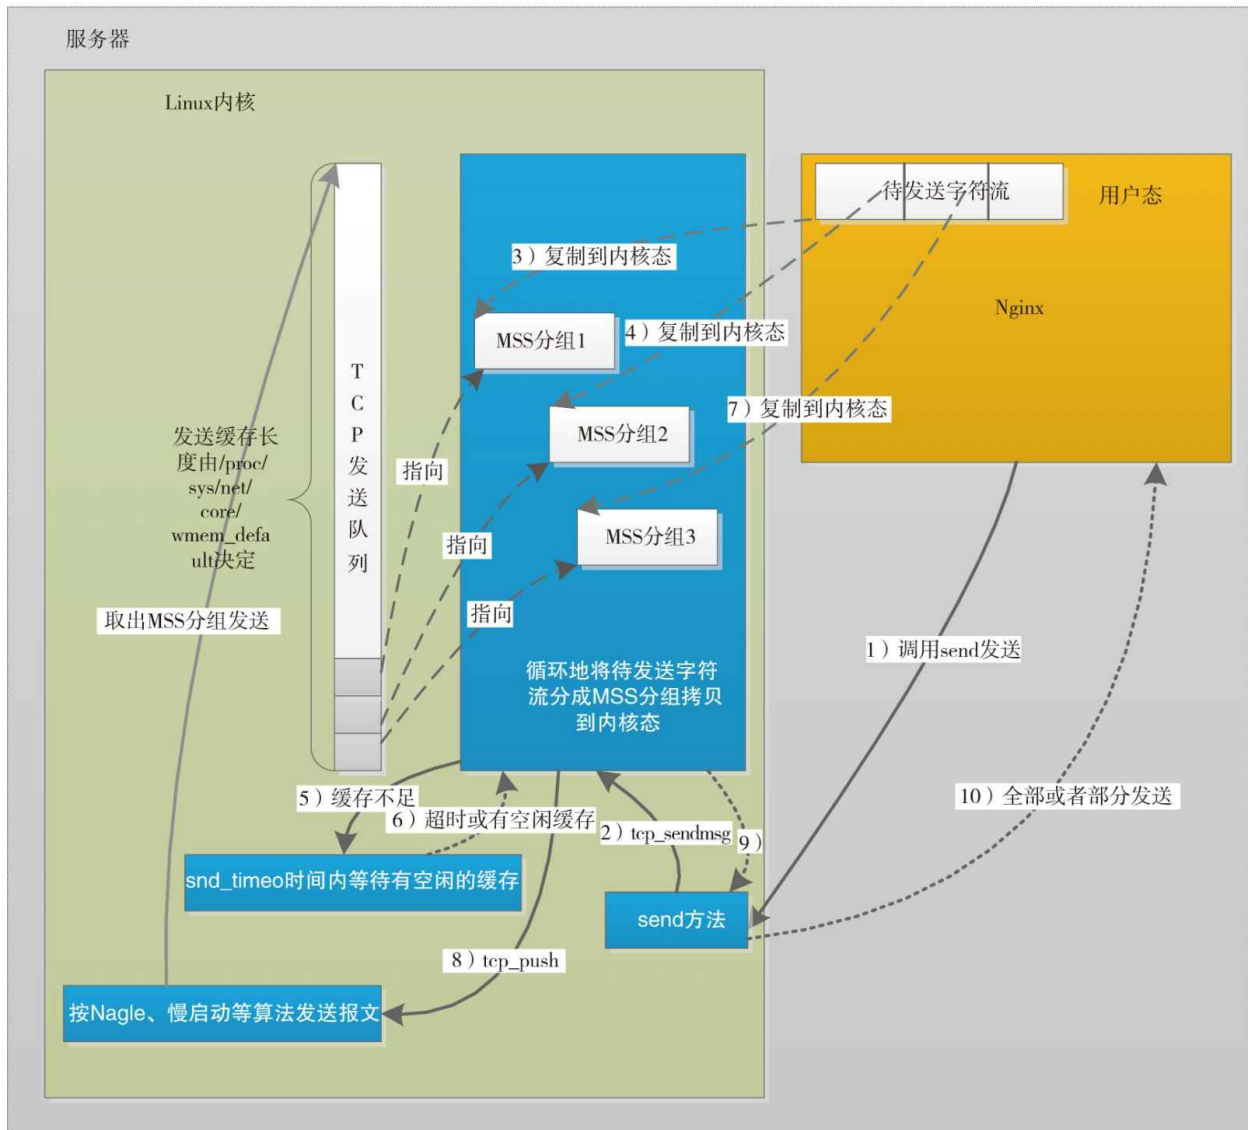 服务器
Linux内核
待发送字符流
用户态
3）复制到内核态
Nginx
MSS分组1
4）复制到内核态
7）复制到内核态
MSS分组2
TCP发送队列
发送缓存长
度由/proc/
sys/net/
core/
wmem_defa
ult决定
指向
MSS分组3
指向
指向
取出MSS分组发送
1）调用send发送
循环地将待发送字符
流分成MSS分组拷贝
到内核态
5）缓存不足
6）超时或有空闲缓存
2）tcp_sendmsg
9）
10）全部或者部分发送
snd_timeo时间内等待有空闲的缓存
send方法
8）tcp_push
按Nagle、慢启动等算法发送报文